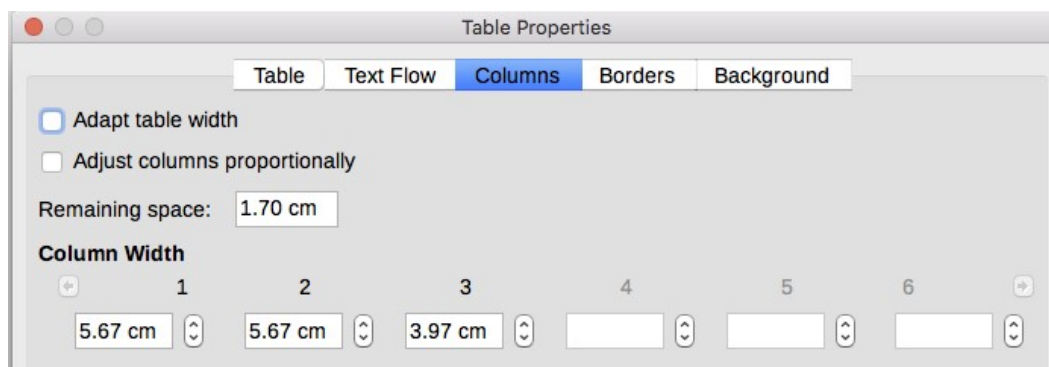 Table Properties
Table Text Flow Columns Borders Background
Adapt table width
Adjust columns proportionally
Remaining space: 1.70 cm
Column Width
1 2 3 4 5 6
5.67 cm 5.67 cm 3.97 cm